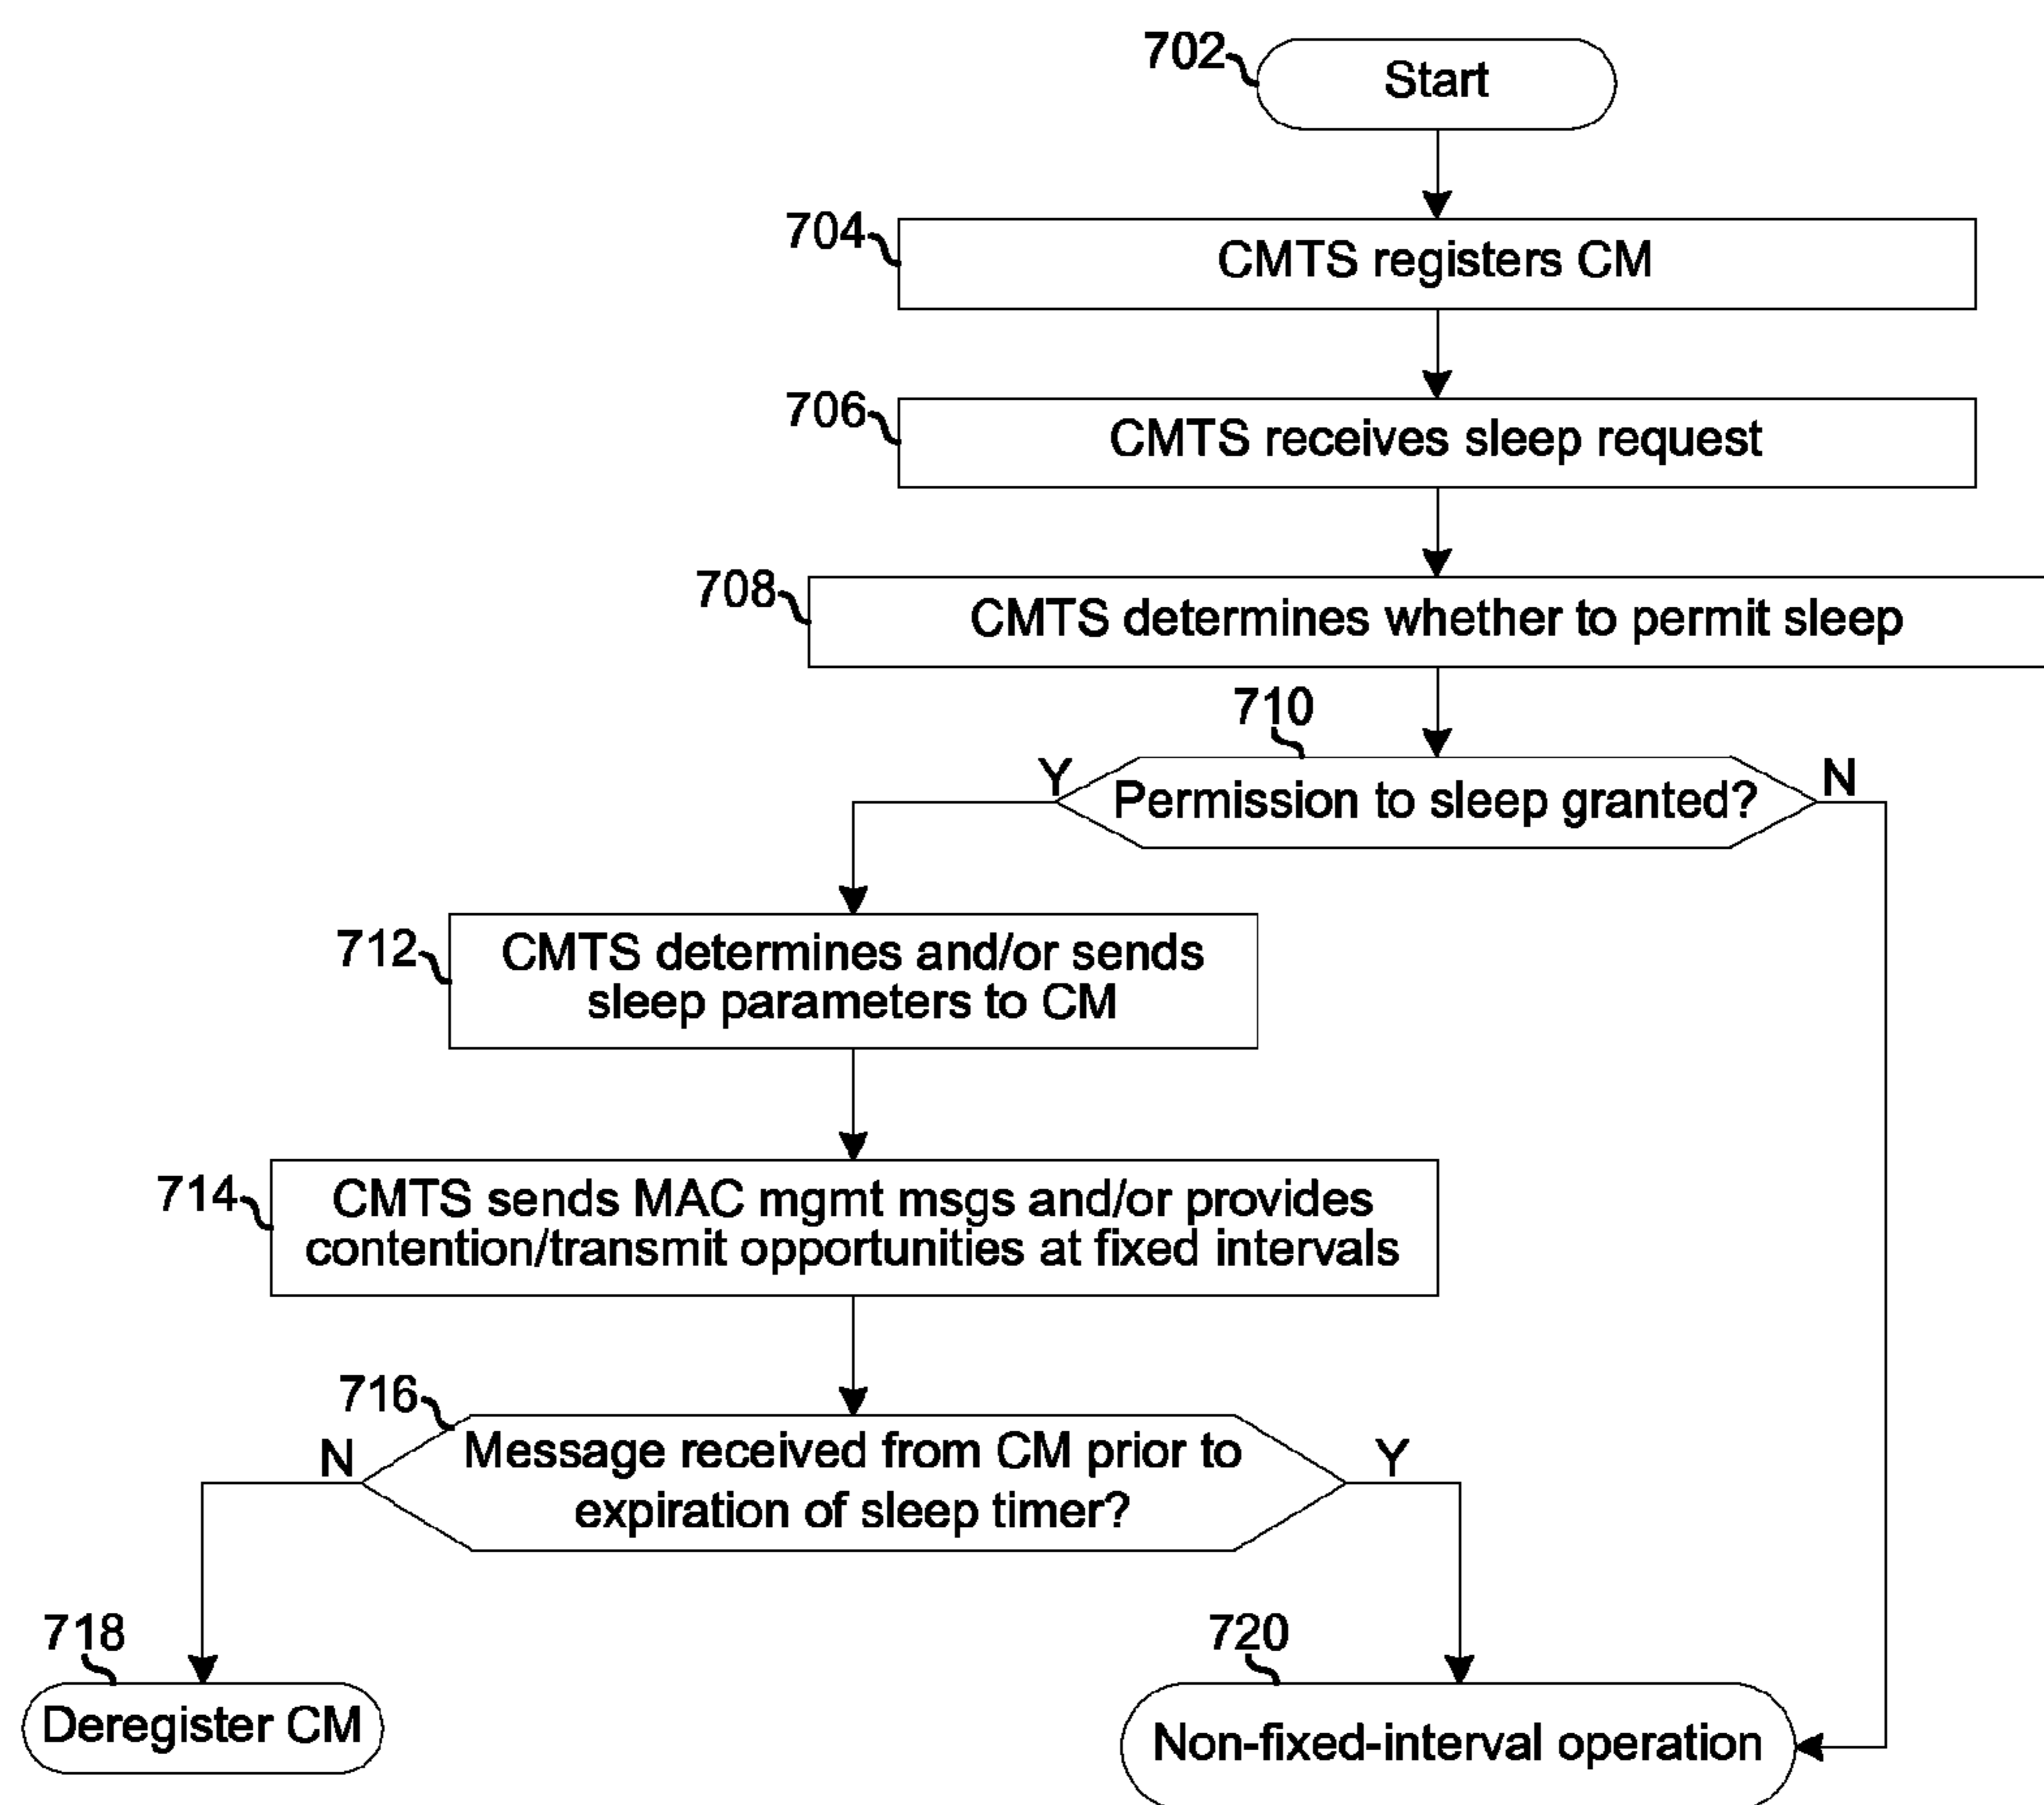 702
Start
704
CMTS registers CM
706
CMTS receives sleep request
708
CMTS determines whether to permit sleep
710
Y
Permission to sleep granted?
N
712
CMTS determines and/or sends
sleep parameters to CM
714
CMTS sends MAC mgmt msgs and/or provides
contention/transmit opportunities at fixed intervals
716
N
Message received from CM prior to
expiration of sleep timer?
Y
718
Deregister CM
720
Non-fixed-interval operation